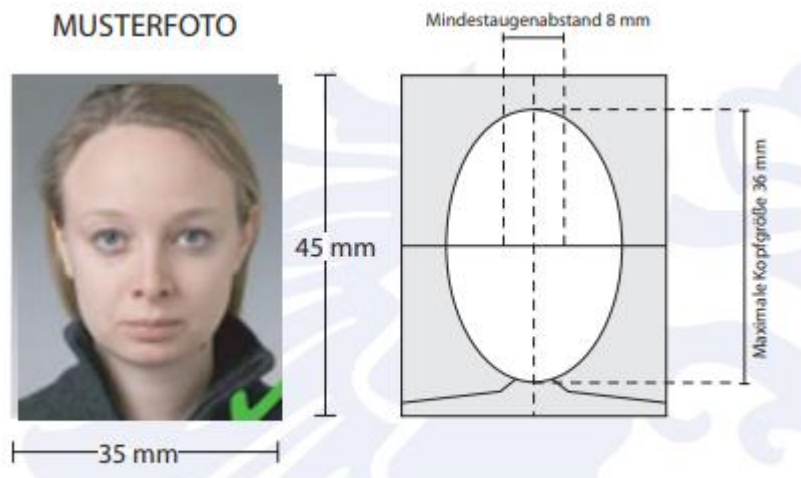 MUSTERFOTO
Mindestaugenabstand 8 mm
45 mm
Maximale Kopfgröße 36 mm
35 mm